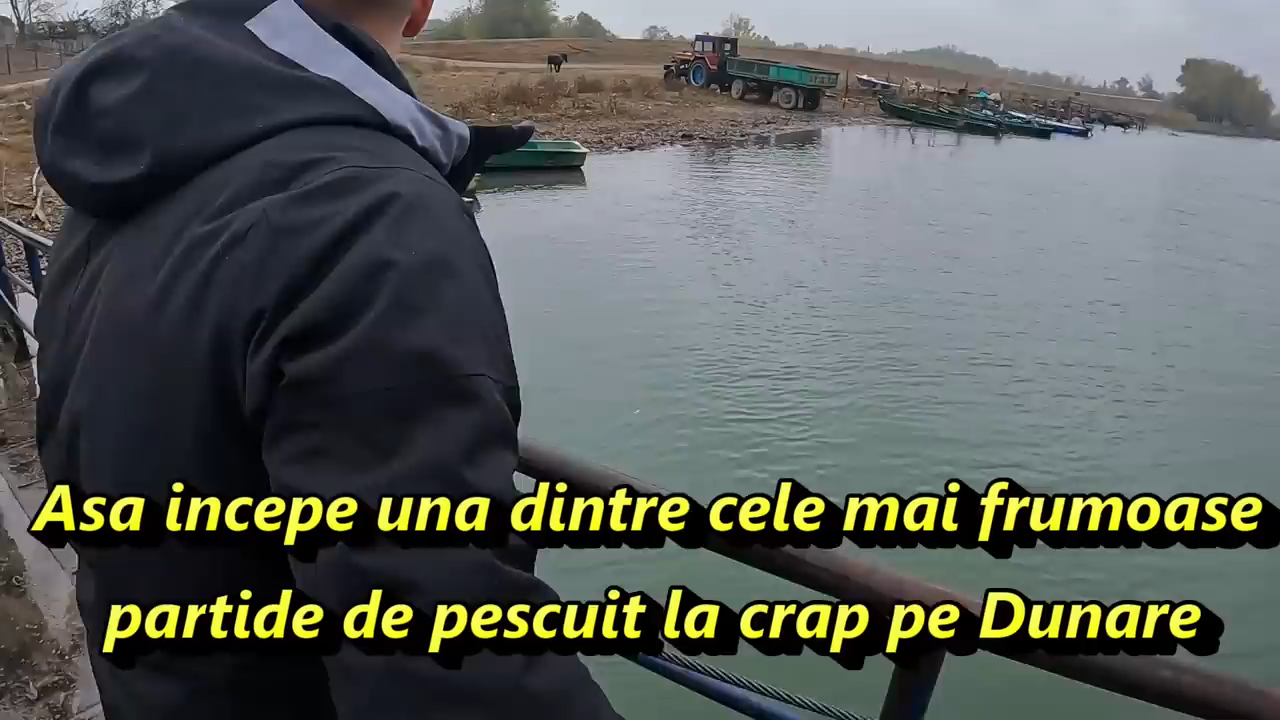 Asa incepe una dintre cele mai frumoase
partide de pescuit la crap pe Dunare